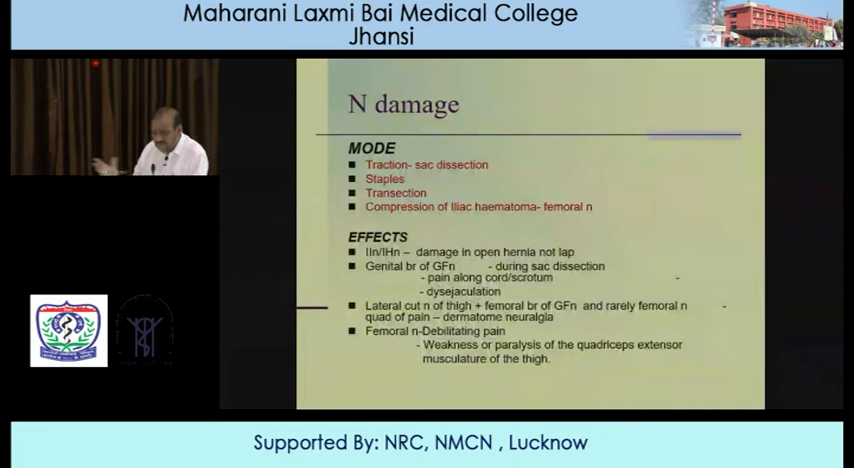 Maharani Laxmi Bai Medical College
Jhansi
N damage
MODE
Traction- sac dissection
Staples
Transection
Compression of Iliac haematoma- femoral n
EFFECTS
IIn/IHn – damage in open hernia not lap
Genital br of GFn - during sac dissection
- pain along cord/scrotum -
- dysejaculation
Lateral cut n of thigh + femoral br of GFn and rarely femoral n -
quad of pain – dermatome neuralgia
Femoral n-Debilitating pain
- Weakness or paralysis of the quadriceps extensor
musculature of the thigh.
Supported By: NRC, NMCN , Lucknow